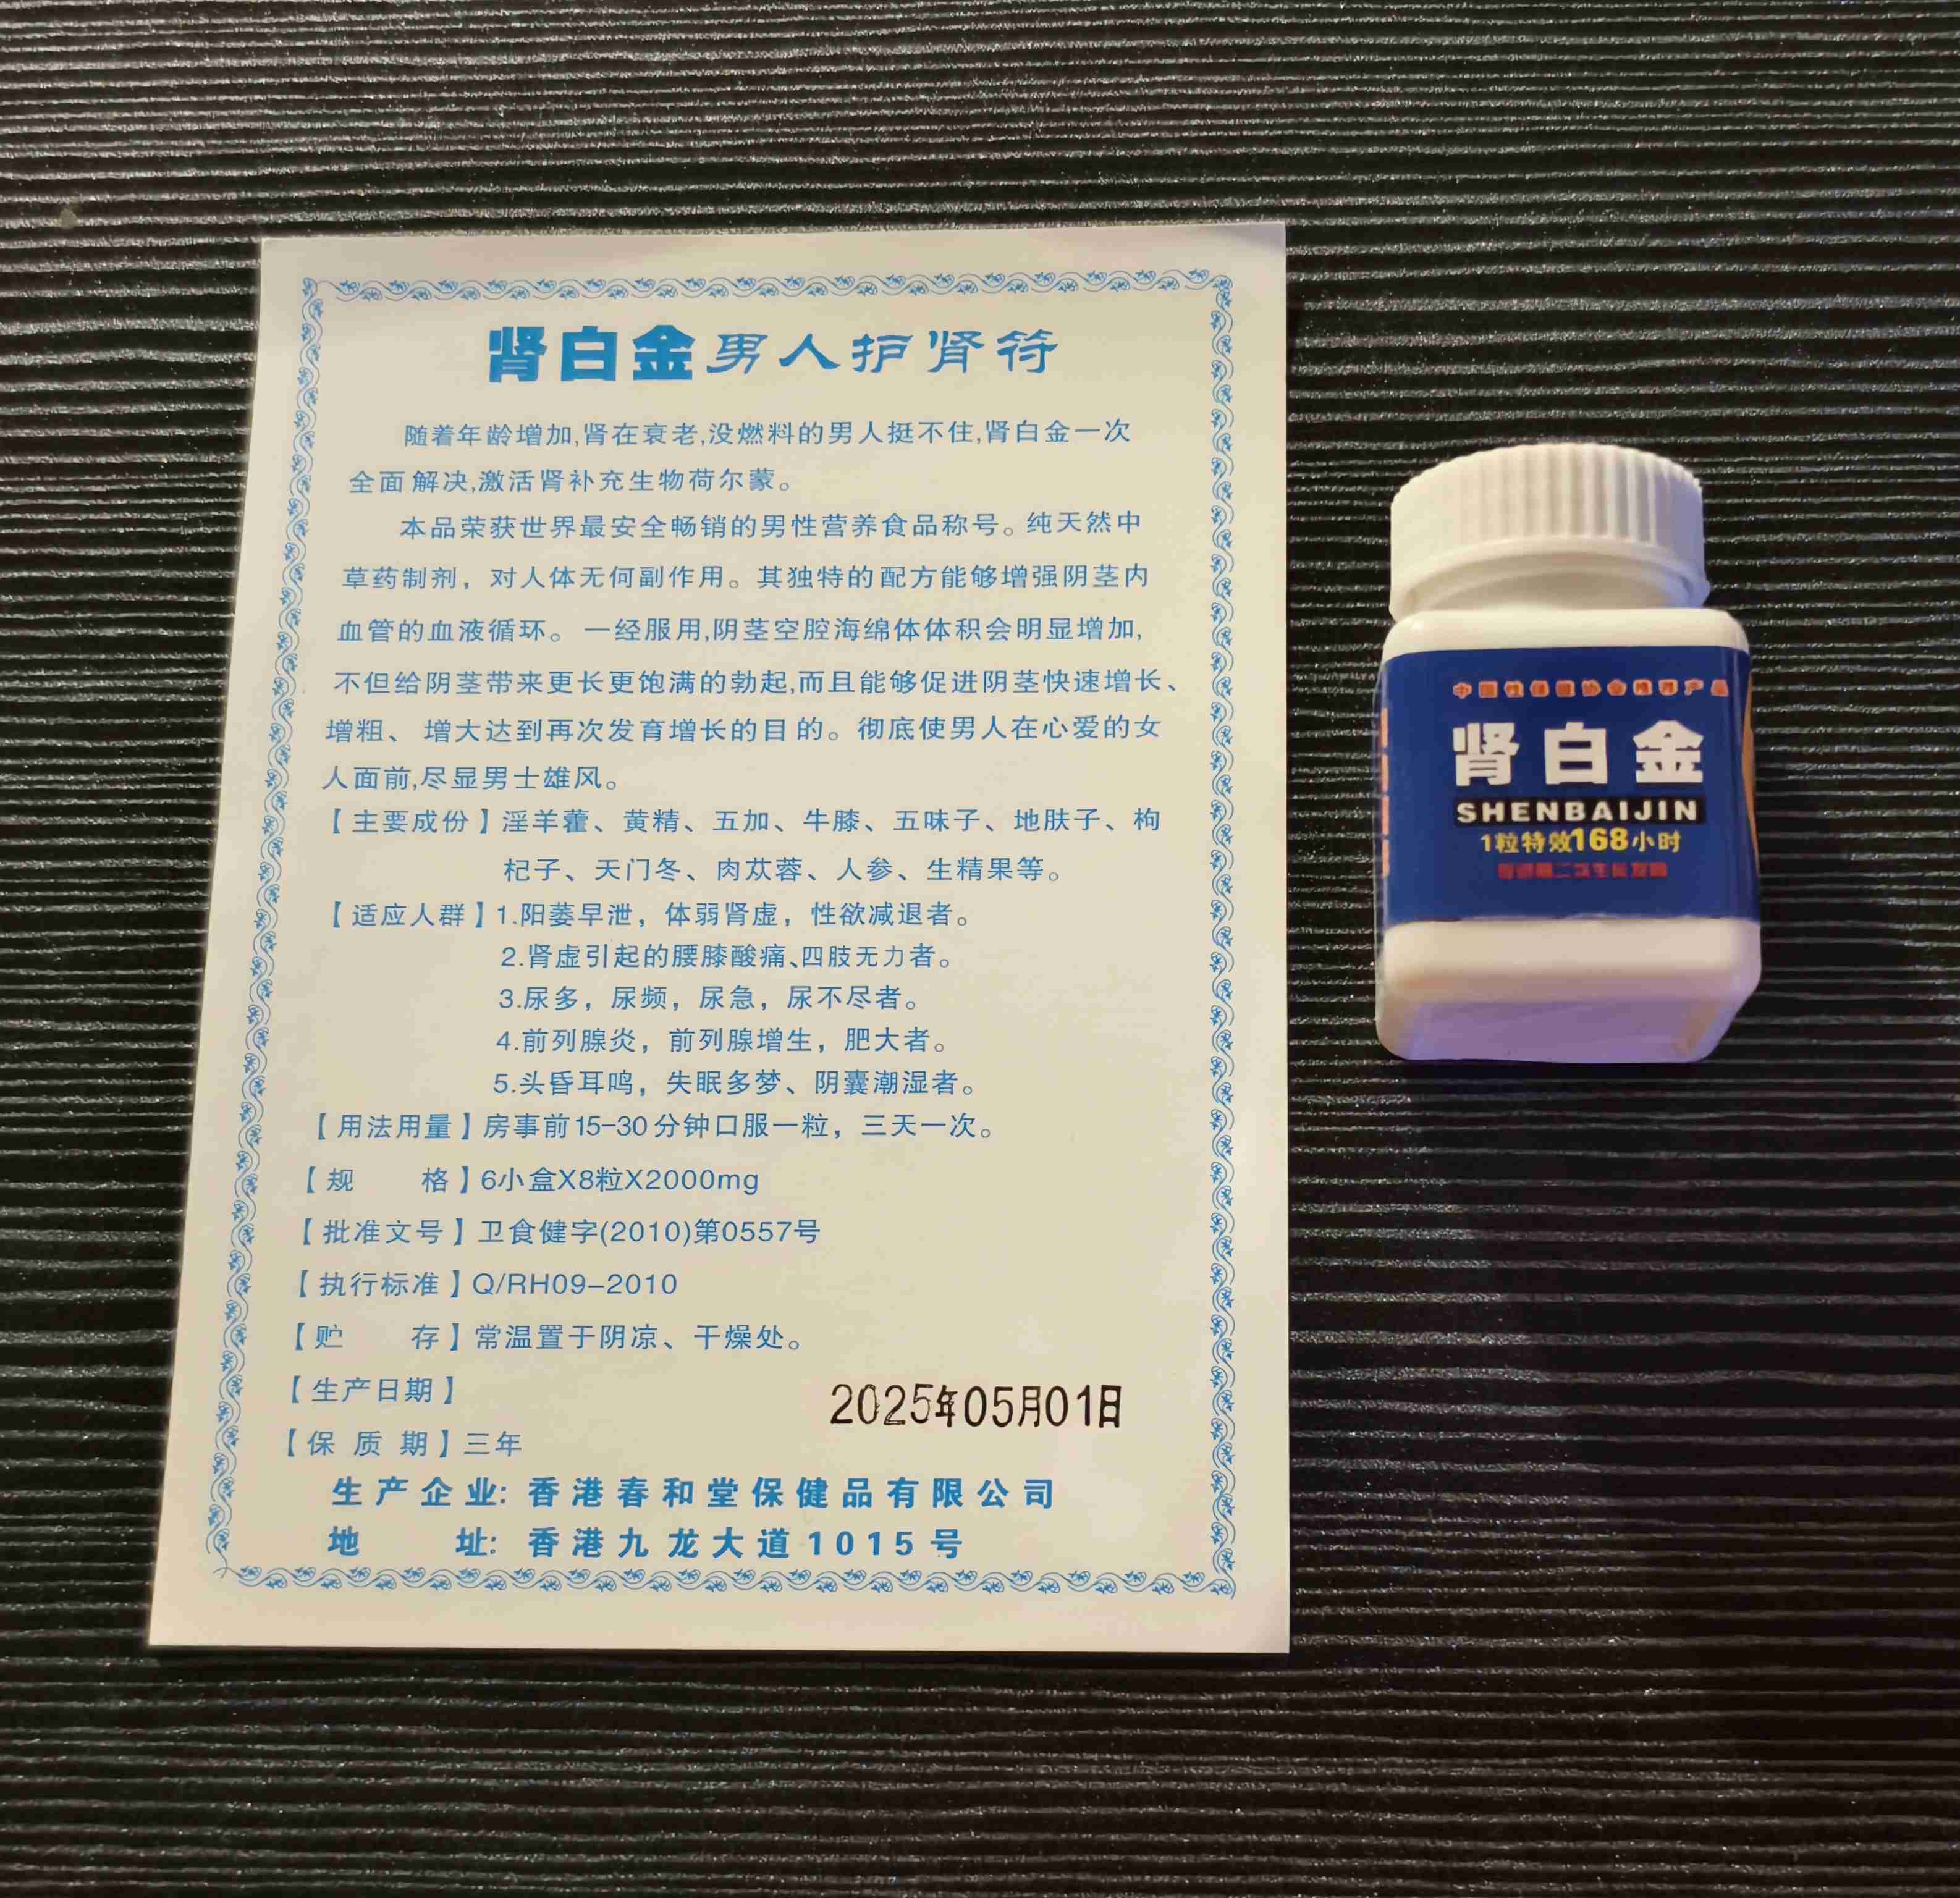 肾白金男人护肾符
随着年龄增加,肾在衰老,没燃料的男人挺不住,肾白金一次
全面解决,激活肾补充生物荷尔蒙。
本品荣获世界最安全畅销的男性营养食品称号。纯天然中
草药制剂，对人体无何副作用。其独特的配方能够增强阴茎内
血管的血液循环。一经服用,阴茎空腔海绵体体积会明显增加,
不但给阴茎带来更长更饱满的勃起,而且能够促进阴茎快速增长、
增粗、增大达到再次发育增长的目的。彻底使男人在心爱的女
人面前,尽显男士雄风。
【主要成份】淫羊藿、黄精、五加、牛膝、五味子、地肤子、枸
杞子、天门冬、肉苁蓉、人参、生精果等。
【适应人群】1.阳萎早泄，体弱肾虚，性欲减退者。
2.肾虚引起的腰膝酸痛、四肢无力者。
3.尿多，尿频，尿急，尿不尽者。
4.前列腺炎，前列腺增生，肥大者。
5.头昏耳鸣，失眠多梦、阴囊潮湿者。
【用法用量】房事前15-30分钟口服一粒，三天一次。
【规 格】6小盒X8粒X2000mg
【批准文号】卫食健字(2010)第0557号
【执行标准】Q/RH09-2010
【贮 存】常温置于阴凉、干燥处。
【生产日期】 2025年05月01日
【保质期】三年
生产企业: 香港春和堂保健品有限公司
地 址: 香港九龙大道1015号
中国性保健协会推荐产品
肾白金
SHENBAIJIN
1粒特效168小时